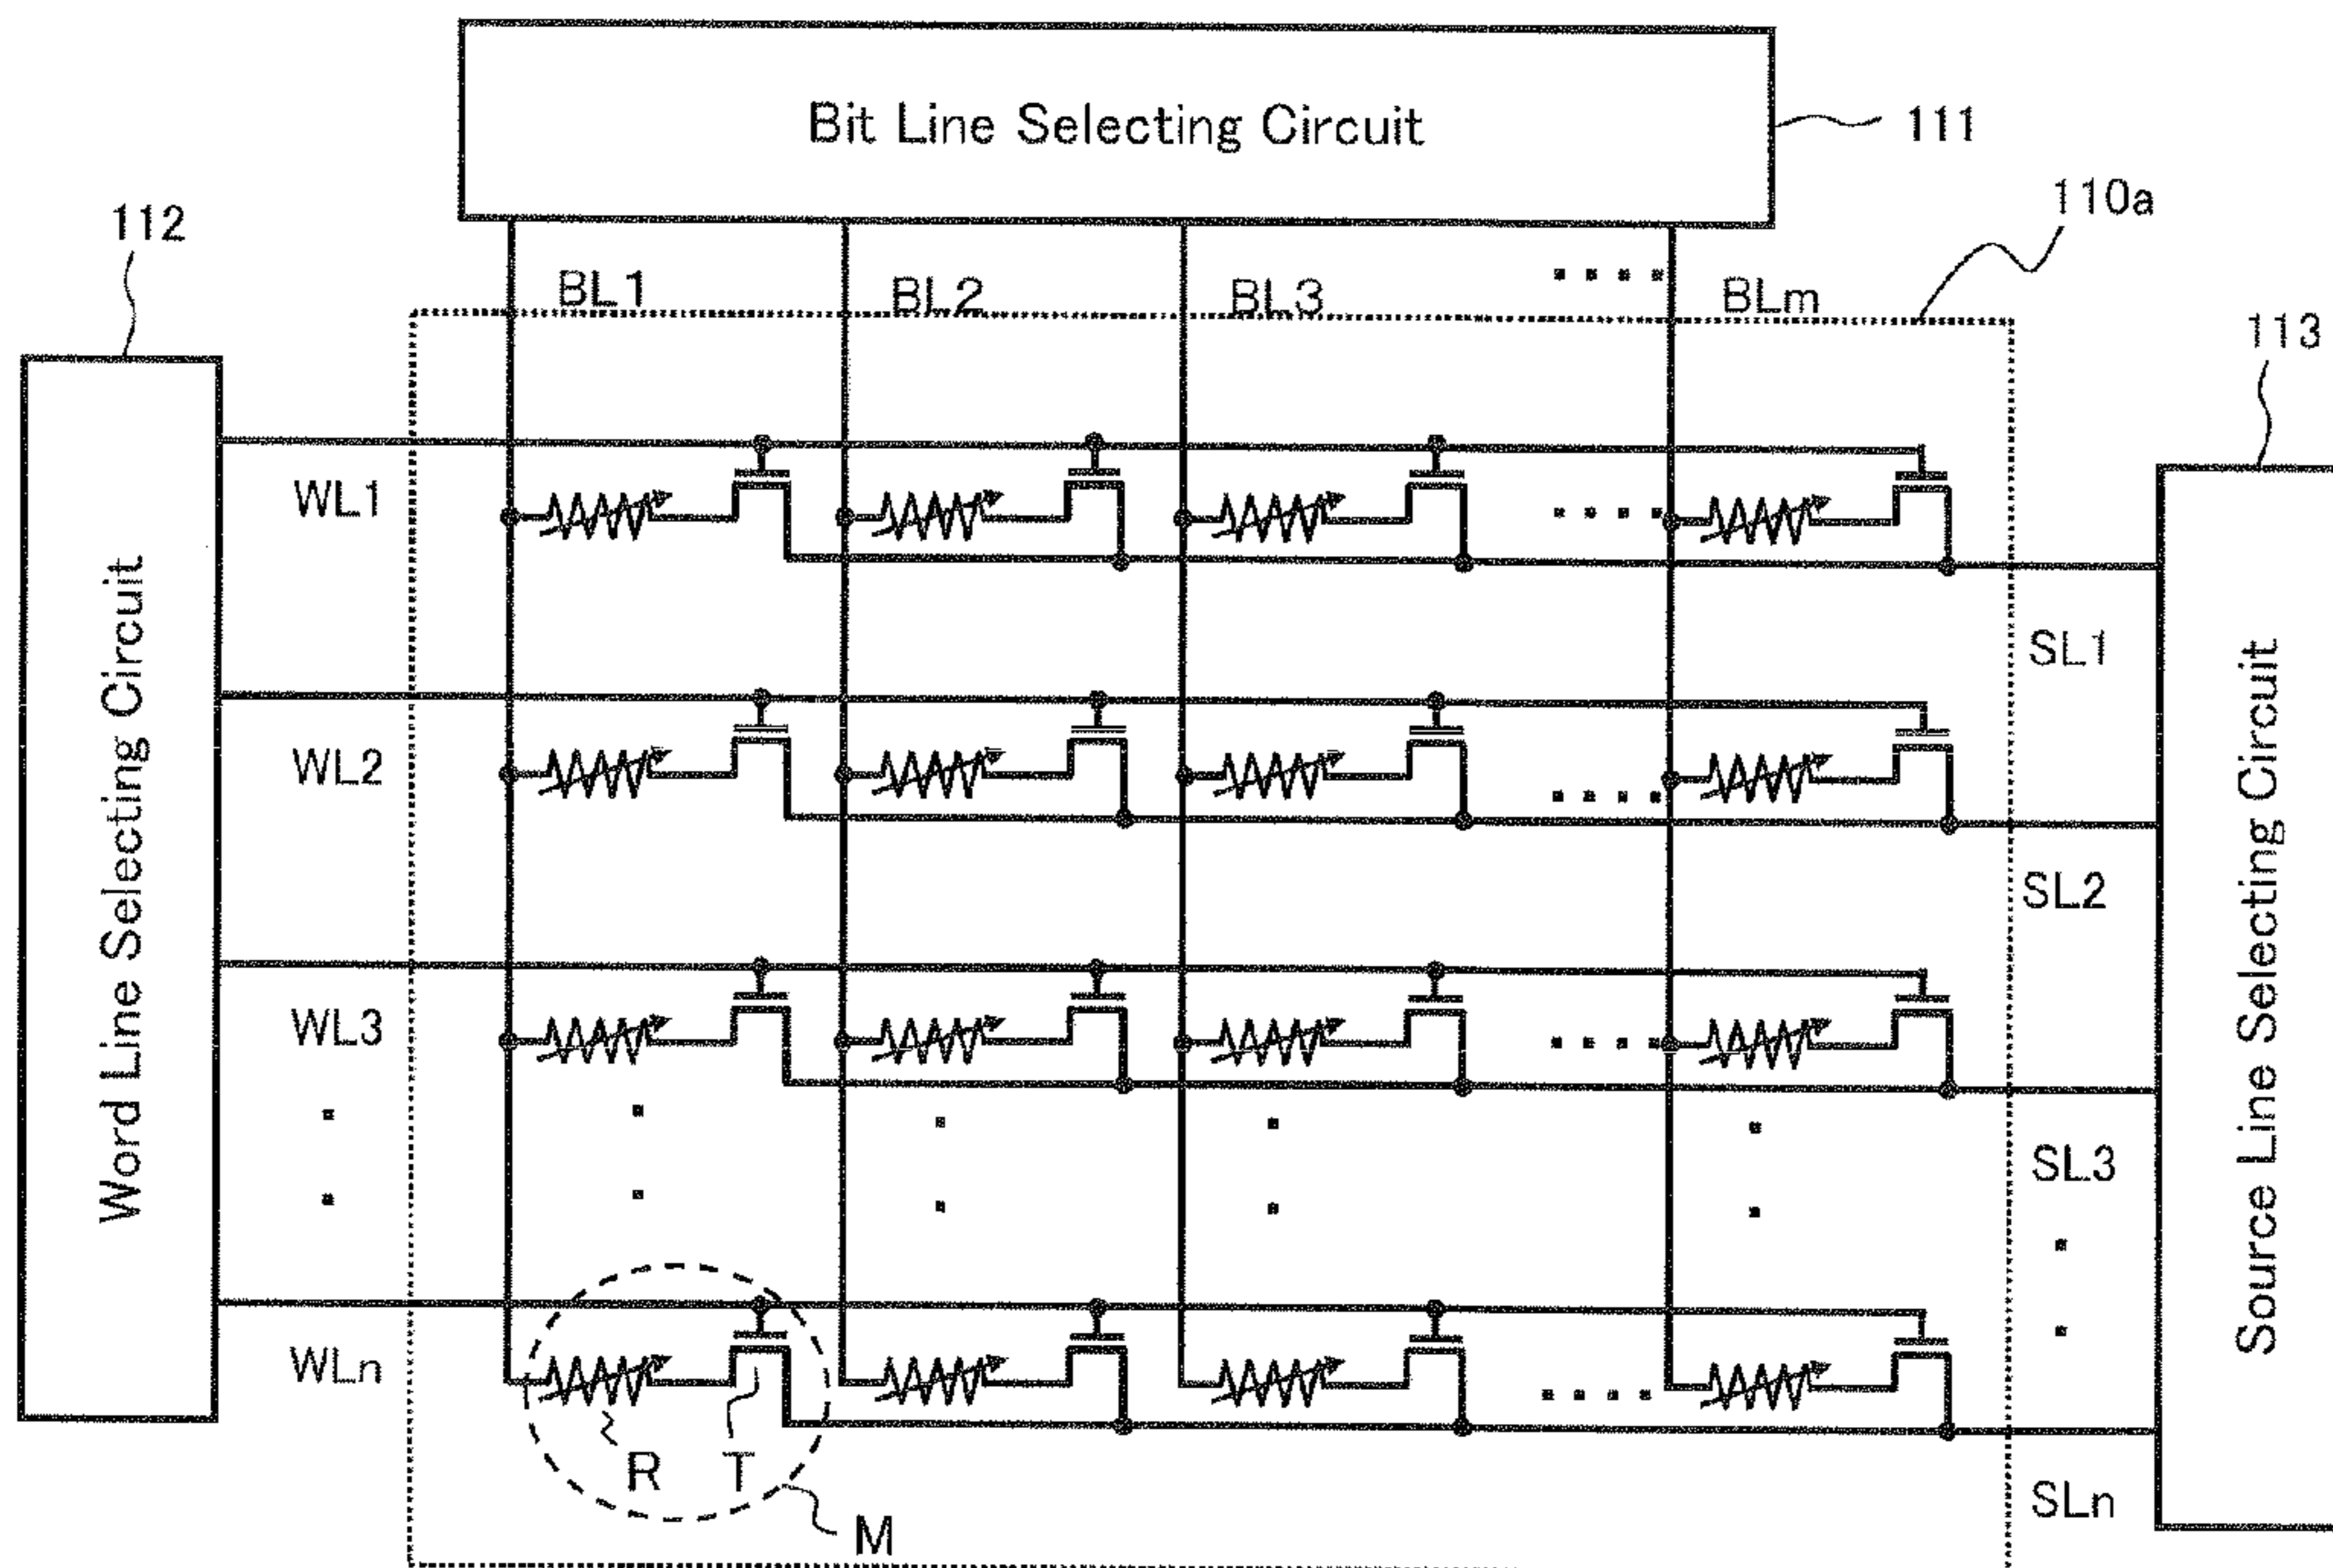 Bit Line Selecting Circuit
111
110a
112
BL1
BL2
BL3
BLm
113
WL1
Word Line Selecting Circuit
SL1
WL2
Source Line Selecting Circuit
SL2
WL3
SL3
WLn
R
T
SLn
M